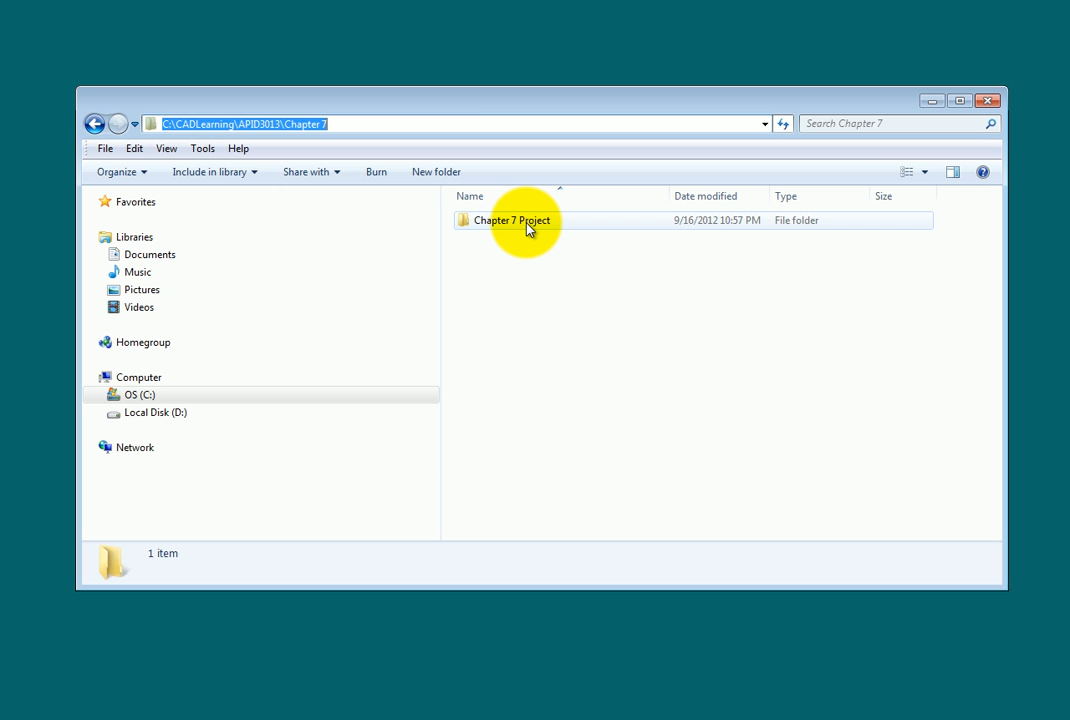 C:\CADLearning\APID3013\Chapter 7
Search Chapter 7
File Edit View Tools Help
Organize Include in library Share with Burn New folder
Name Date modified Type Size
Chapter 7 Project 9/16/2012 10:57 PM File folder
Favorites
Libraries
Documents
Music
Pictures
Videos
Homegroup
Computer
OS (C:)
Local Disk (D:)
Network
1 item